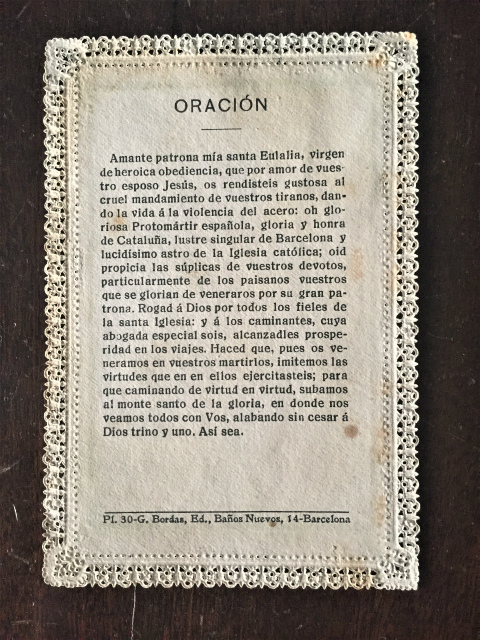 ORACIÓN
Amante patrona mía santa Eulalia, virgen
de heroica obediencia, que por amor de vues-
tro esposo Jesús, os rendisteis gustosa al
cruel mandamiento de vuestros tiranos, dan-
do la vida á la violencia del acero: oh glo-
riosa Protomártir española, gloria y honra
de Cataluña, lustre singular de Barcelona y
lucidísimo astro de la Iglesia católica; oid
propicia las súplicas de vuestros devotos,
particularmente de los paisanos vuestros
que se glorian de veneraros por su gran pa-
trona. Rogad á Dios por todos los fieles de
la santa Iglesia: y á los caminantes, cuya
abogada especial sois, alcanzadles prospe-
ridad en los viajes. Haced que, pues os ve-
neramos en vuestros martirios, imitemos las
virtudes que en en ellos ejercitasteis; para
que caminando de virtud en virtud, subamos
al monte santo de la gloria, en donde nos
veamos todos con Vos, alabando sin cesar á
Dios trino y uno. Así sea.
Pl. 30-G. Bordas, Ed., Baños Nuevos, 14-Barcelona